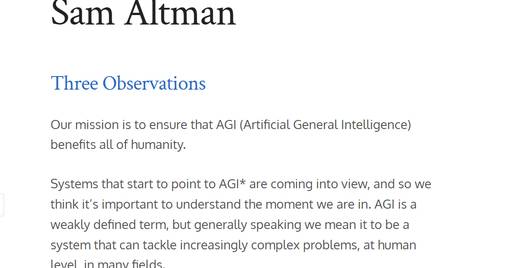 Sam Altman
Three Observations
Our mission is to ensure that AGI (Artificial General Intelligence)
benefits all of humanity.
Systems that start to point to AGI* are coming into view, and so we
think it’s important to understand the moment we are in. AGI is a
weakly defined term, but generally speaking we mean it to be a
system that can tackle increasingly complex problems, at human
level, in many fields.